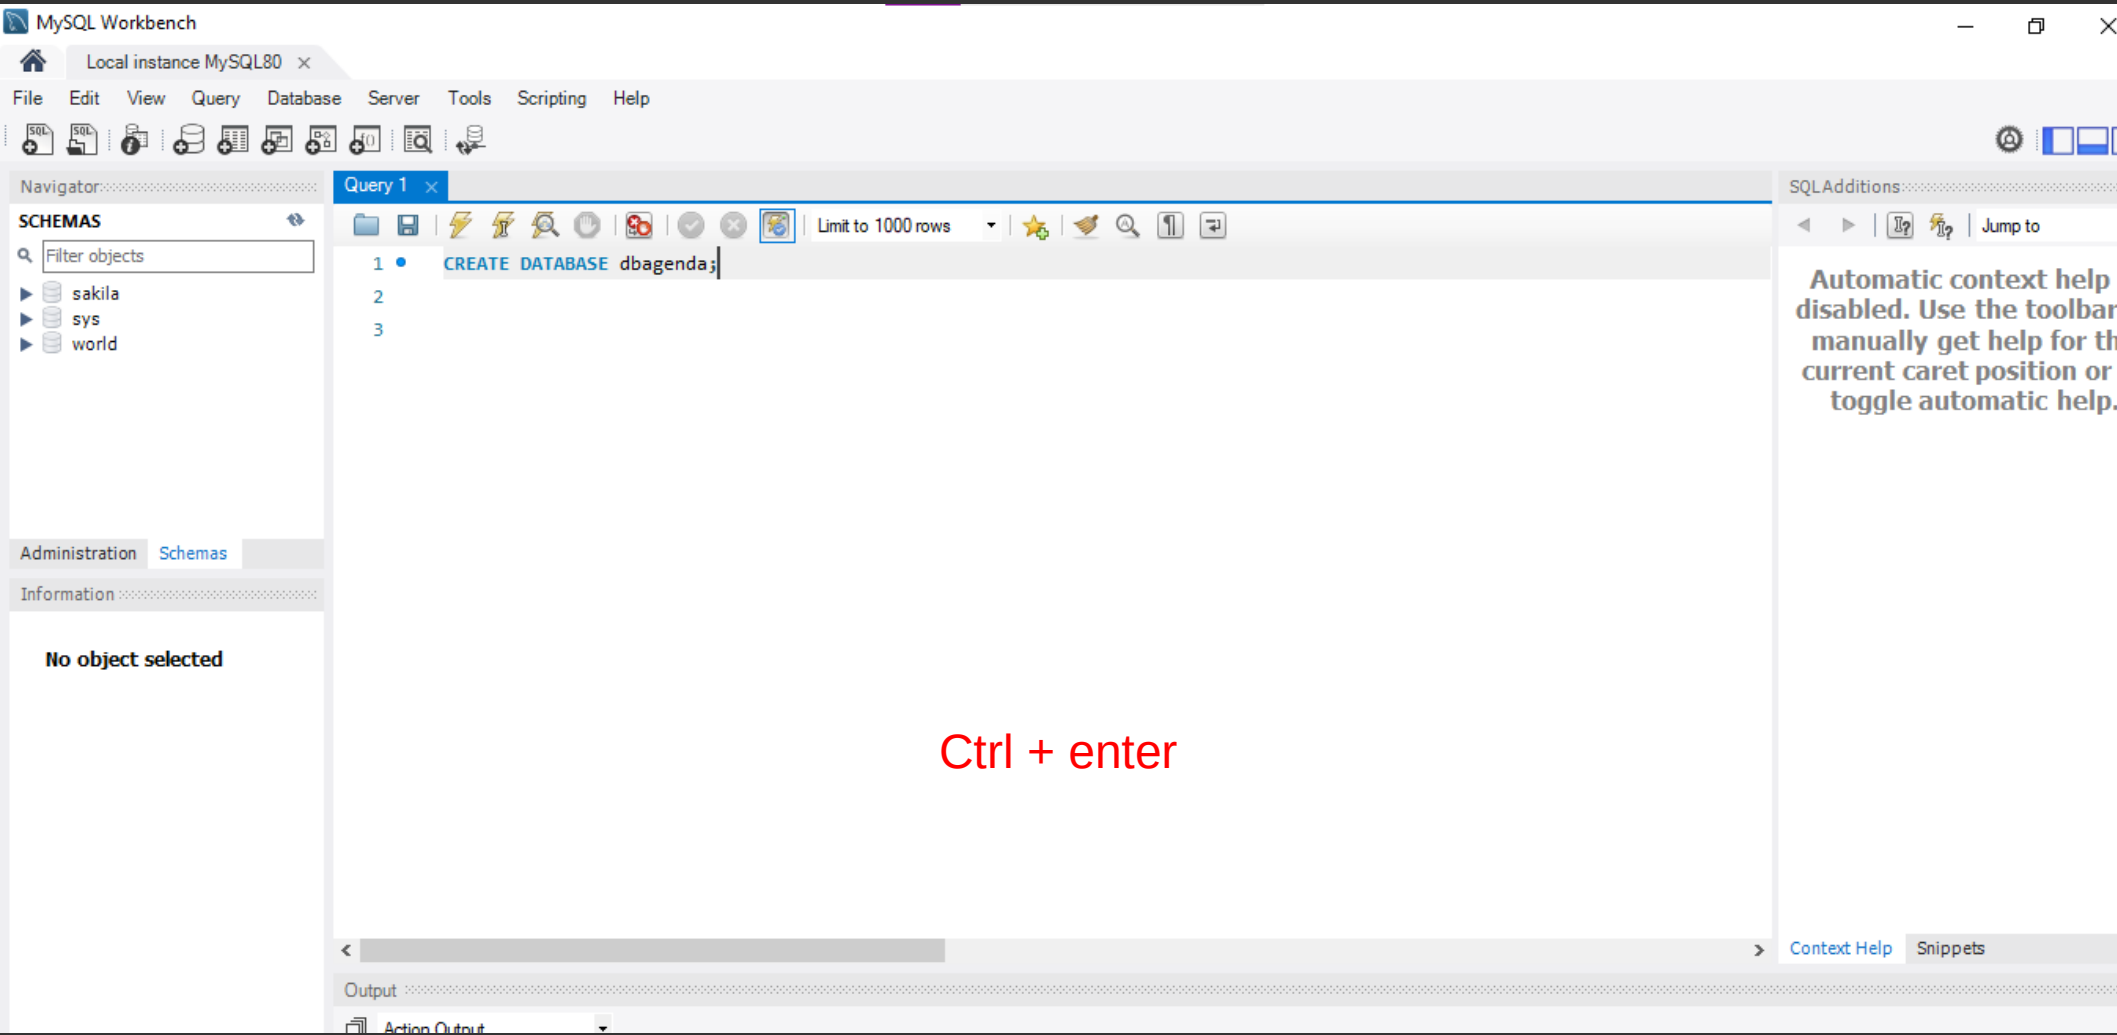 MySQL Workbench
Local instance MySQL80
File Edit View Query Database Server Tools Scripting Help
Navigator
SCHEMAS
Filter objects
sakila
sys
world
Administration Schemas
Information
No object selected
Query 1
Limit to 1000 rows
1 CREATE DATABASE dbagenda;
2
3
Ctrl + enter
Output
Action Output
SQLAdditions
Jump to
Automatic context help
disabled. Use the toolbar
manually get help for th
current caret position or
toggle automatic help.
Context Help Snippets